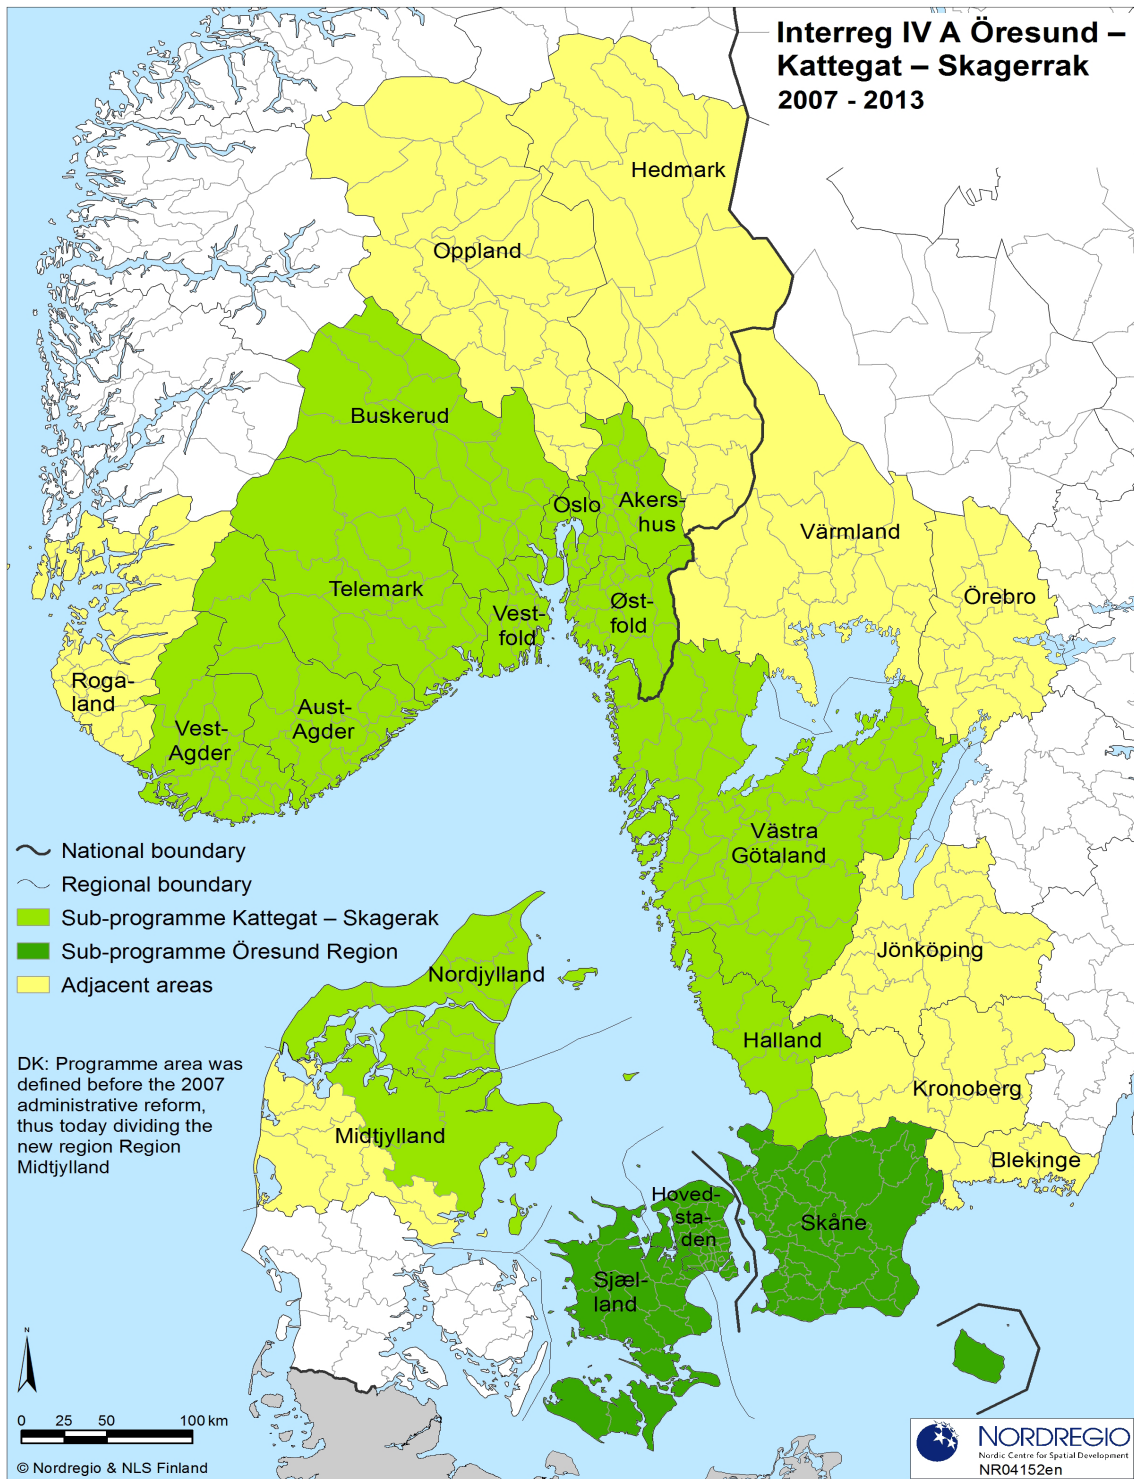 Interreg IV A Öresund –
Kattegat – Skagerrak
2007 - 2013
Hedmark
Oppland
Buskerud
Oslo
Akers-
hus
Värmland
Telemark
Vest-
fold
Øst-
fold
Örebro
Roga-
land
Vest-
Agder
Aust-
Agder
Västra
Götaland
National boundary
Regional boundary
Sub-programme Kattegat – Skagerak
Sub-programme Öresund Region
Adjacent areas
Nordjylland
Jönköping
Halland
Kronoberg
DK: Programme area was
defined before the 2007
administrative reform,
thus today dividing the
new region Region
Midtjylland
Midtjylland
Blekinge
Hoved-
sta-
den
Skåne
Sjæl-
land
N
0 25 50 100 km
© Nordregio & NLS Finland
NORDREGIO
Nordic Centre for Spatial Development
NR04152en